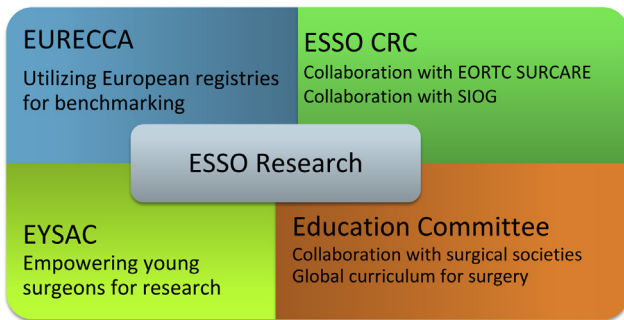 EURECCA
Utilizing European registries
for benchmarking
ESSO CRC
Collaboration with EORTC SURCARE
Collaboration with SIOG
ESSO Research
EYSAC
Empowering young
surgeons for research
Education Committee
Collaboration with surgical societies
Global curriculum for surgery